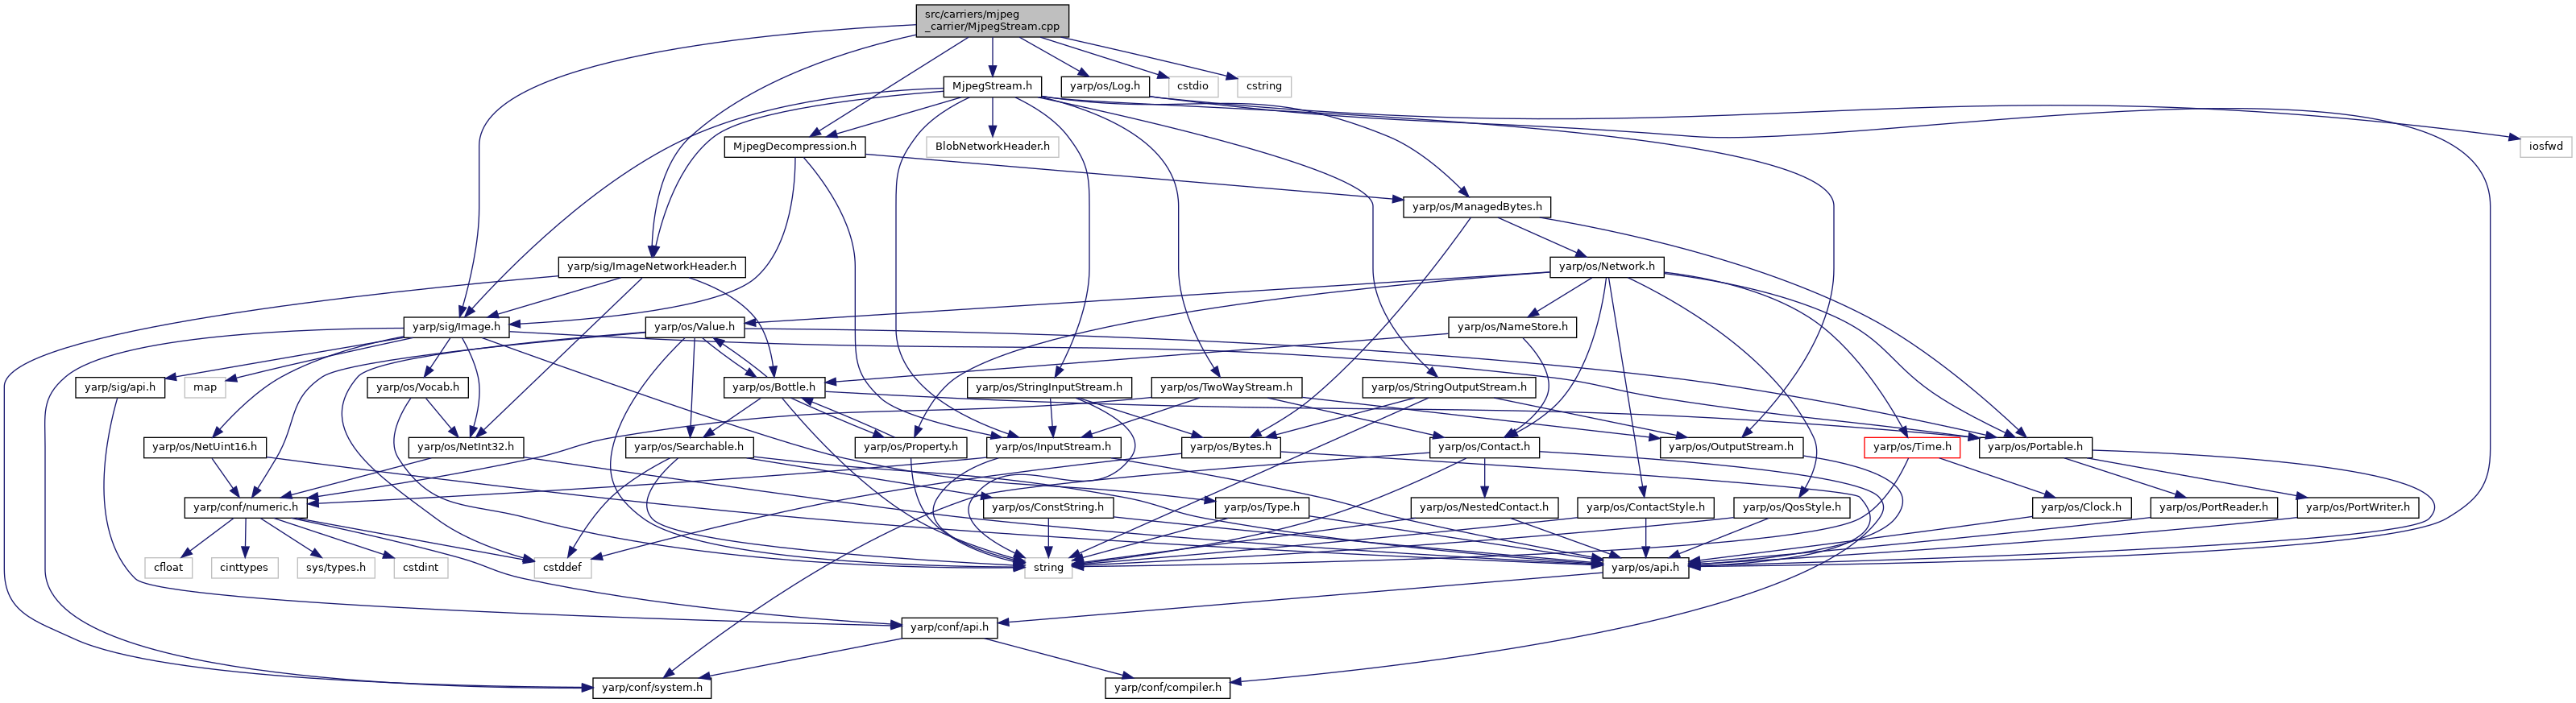 src/carriers/mjpeg
_carrier/MjpegStream.cpp
MjpegStream.h
yarp/os/Log.h
cstdio
cstring
MjpegDecompression.h
BlobNetworkHeader.h
iosfwd
yarp/os/ManagedBytes.h
yarp/sig/ImageNetworkHeader.h
yarp/os/Network.h
yarp/sig/Image.h
yarp/os/Value.h
yarp/os/NameStore.h
yarp/sig/api.h
map
yarp/os/Vocab.h
yarp/os/Bottle.h
yarp/os/StringInputStream.h
yarp/os/TwoWayStream.h
yarp/os/StringOutputStream.h
yarp/os/NetUint16.h
yarp/os/NetInt32.h
yarp/os/Searchable.h
yarp/os/Property.h
yarp/os/InputStream.h
yarp/os/Bytes.h
yarp/os/Contact.h
yarp/os/OutputStream.h
yarp/os/Time.h
yarp/os/Portable.h
yarp/conf/numeric.h
yarp/os/ConstString.h
yarp/os/Type.h
yarp/os/NestedContact.h
yarp/os/ContactStyle.h
yarp/os/QosStyle.h
yarp/os/Clock.h
yarp/os/PortReader.h
yarp/os/PortWriter.h
cfloat
cinttypes
sys/types.h
cstdint
cstddef
string
yarp/os/api.h
yarp/conf/api.h
yarp/conf/system.h
yarp/conf/compiler.h